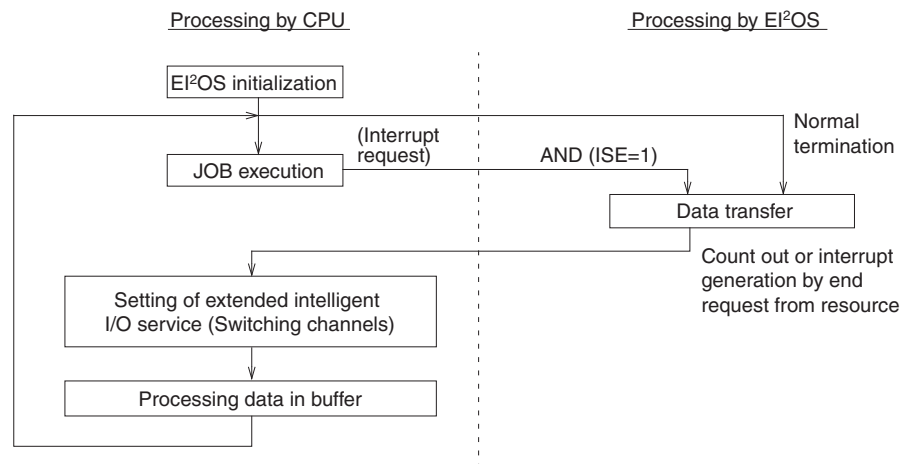 Processing by CPU
Processing by EI²OS
EI²OS initialization
(Interrupt
request)
Normal
termination
JOB execution
AND (ISE=1)
Data transfer
Count out or interrupt
generation by end
request from resource
Setting of extended intelligent
I/O service (Switching channels)
Processing data in buffer